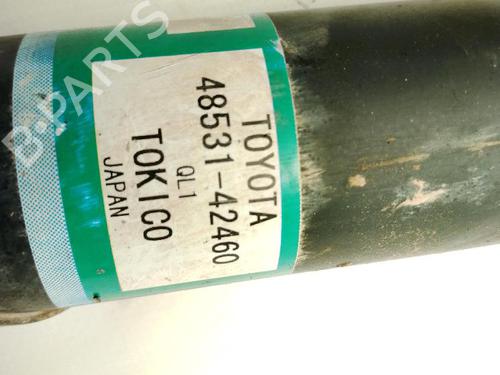 TOYOTA
48531-42460
QL1
TOKICO
JAPAN
B-PARTS